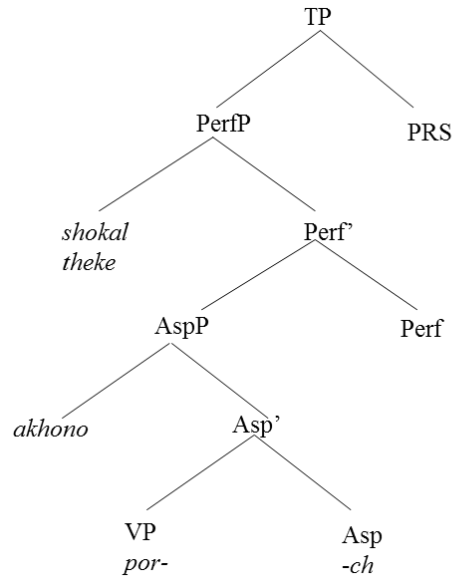 TP
PerfP PRS
shokal
theke
Perf’
AspP Perf
akhono Asp’
VP Asp
por- -ch